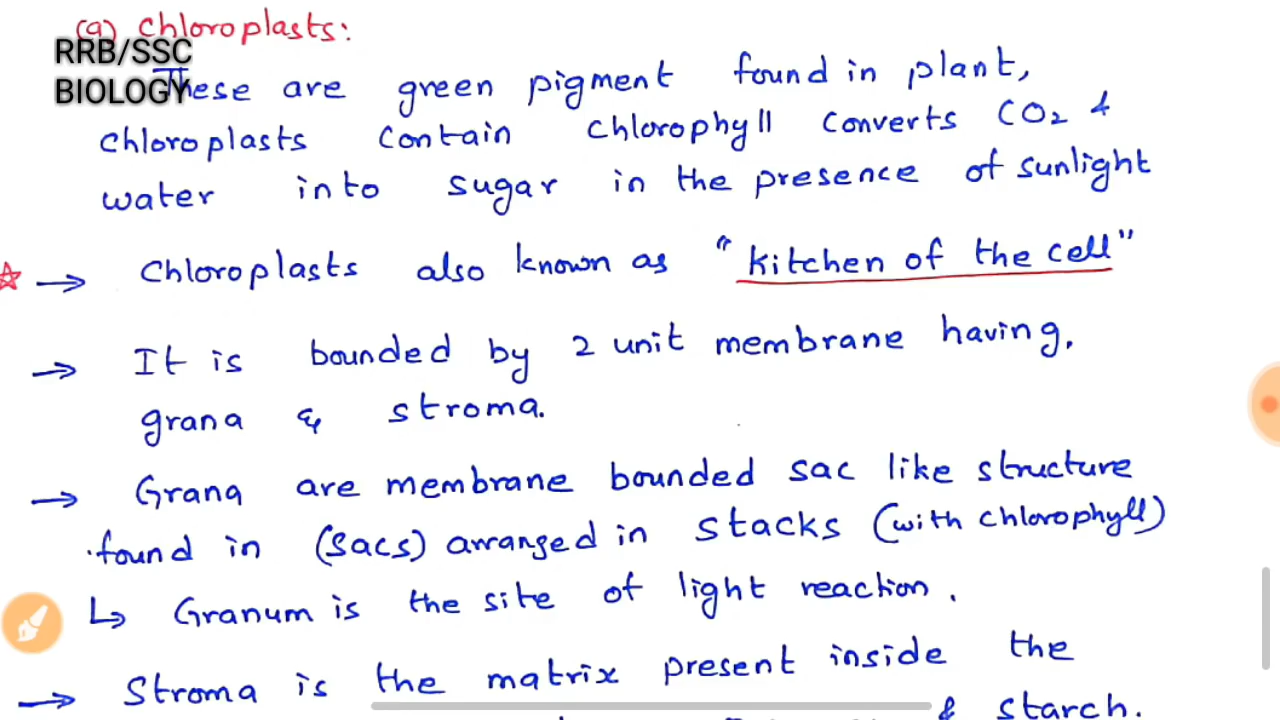 (a) Chloroplasts:
RRB/SSC
BIOLOGY
These are green pigment found in plant,
chloroplasts contain chlorophyll converts CO₂ &
water into sugar in the presence of sunlight
→ Chloroplasts also known as "kitchen of the cell"
→ It is bounded by 2 unit membrane having,
grana & stroma.
→ Grana are membrane bounded sac like structure
found in (sacs) arranged in stacks (with chlorophyll)
↳ Granum is the site of light reaction.
→ Stroma is the matrix present inside the
& starch.